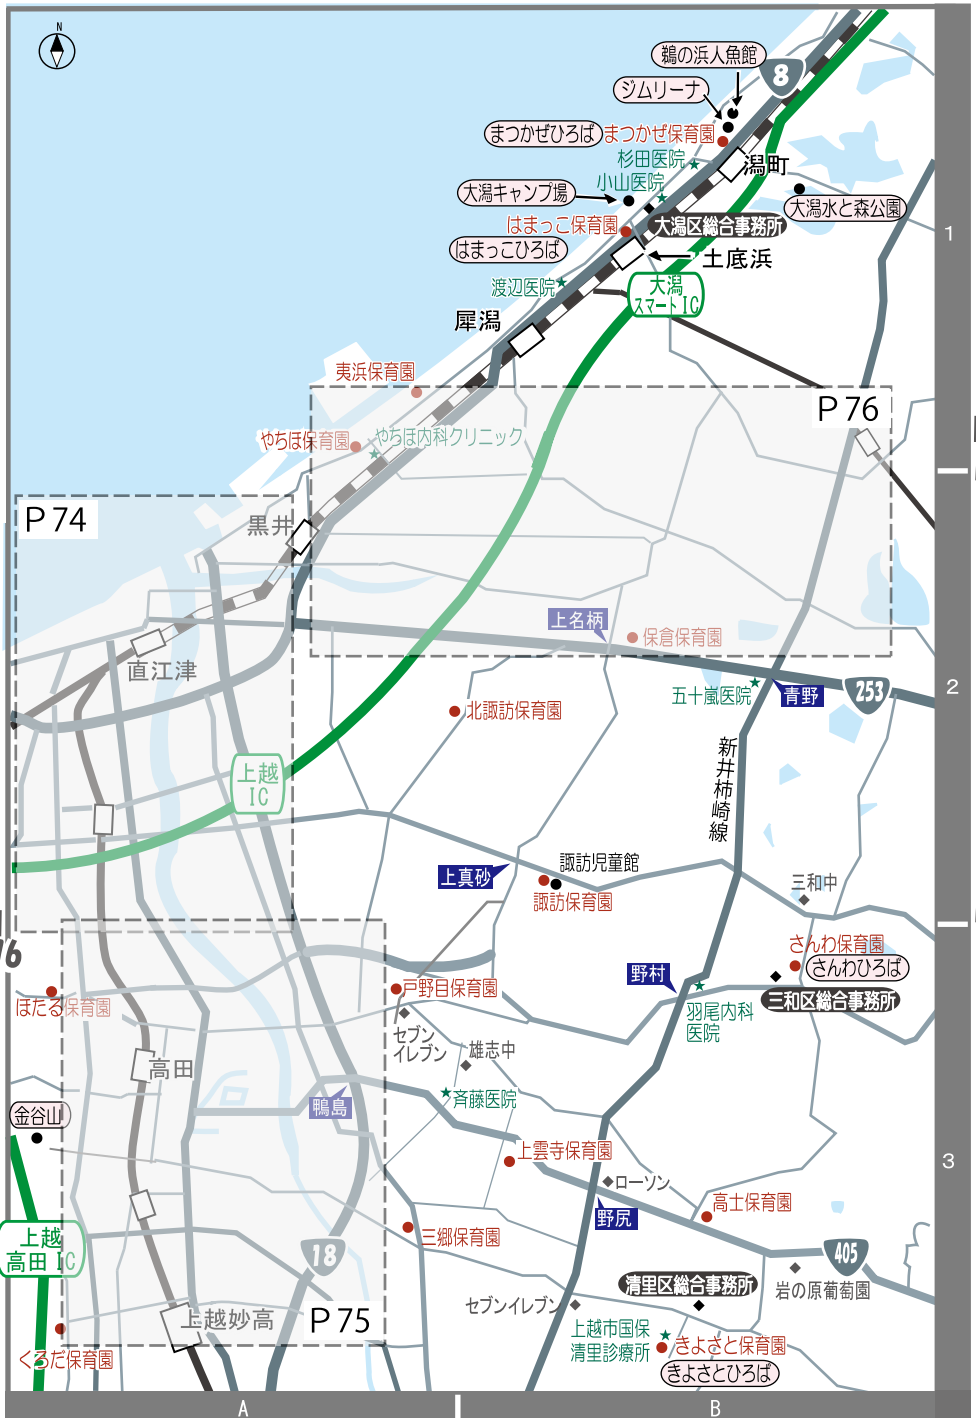 N
鵜の浜人魚館
8
ジムリーナ
まつかぜひろば
まつかぜ保育園
杉田医院
潟町
小山医院
大潟キャンプ場
大潟水と森公園
はまっこ保育園
大潟区総合事務所
1
はまっこひろば
土底浜
渡辺医院
大潟
スマートIC
犀潟
夷浜保育園
P 76
やちほ保育園
やちほ内科クリニック
P 74
黒井
上名柄
保倉保育園
直江津
五十嵐医院
青野
253
2
北諏訪保育園
新井柿崎線
上越
IC
諏訪児童館
上真砂
三和中
諏訪保育園
さんわ保育園
16
野村
さんわひろば
戸野目保育園
三和区総合事務所
ほたる保育園
羽尾内科
医院
セブン
イレブン
雄志中
高田
斉藤医院
鴨島
金谷山
上雲寺保育園
3
ローソン
高士保育園
野尻
上越
高田IC
三郷保育園
18
405
清里区総合事務所
岩の原葡萄園
セブンイレブン
上越妙高
P 75
上越市国保
清里診療所
きよさと保育園
くろだ保育園
きよさとひろば
A
B